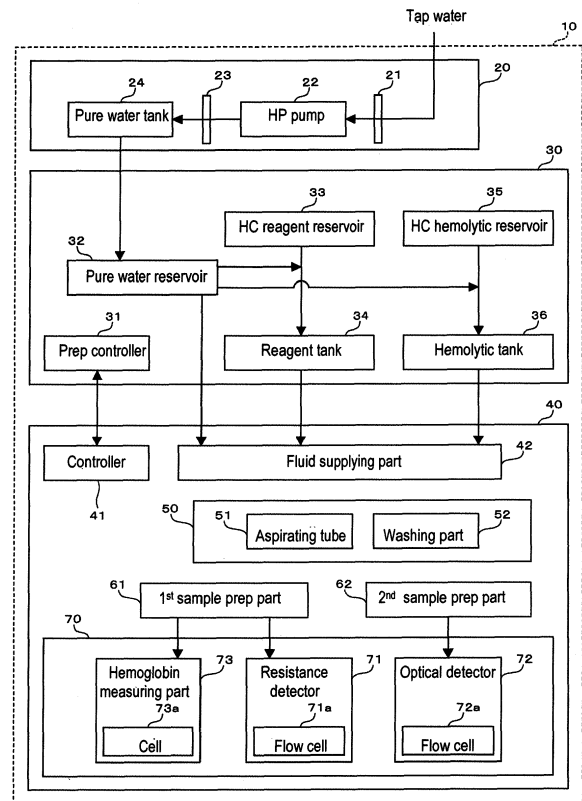 Tap water
10
20
24
23
22
21
Pure water tank
HP pump
30
33
35
HC reagent reservoir
HC hemolytic reservoir
32
Pure water reservoir
31
34
36
Prep controller
Reagent tank
Hemolytic tank
40
Controller
Fluid supplying part
41
42
50
51
Aspirating tube
Washing part
52
61
1st sample prep part
62
2nd sample prep part
70
Hemoglobin
measuring part
73
Resistance
detector
71
Optical detector
72
73a
71a
72a
Cell
Flow cell
Flow cell